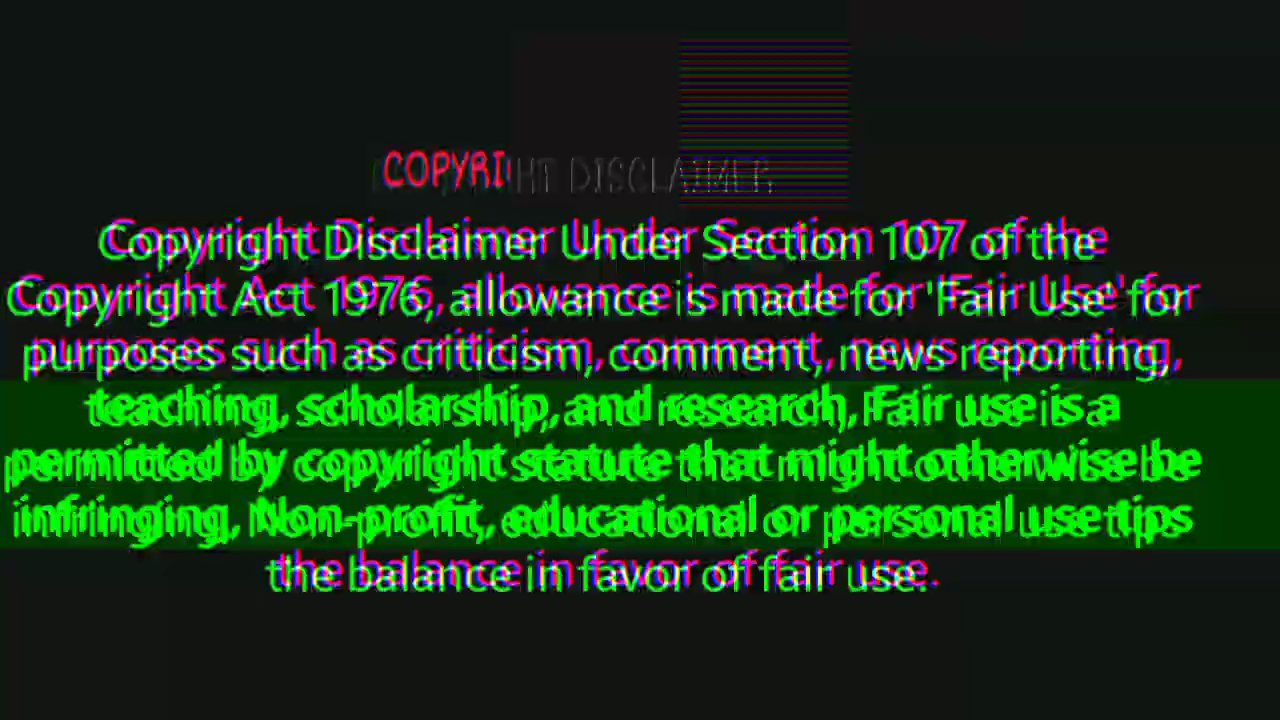 COPYRIGHT DISCLAIMER
Copyright Disclaimer Under Section 107 of the
Copyright Act 1976, allowance is made for 'Fair Use' for
purposes such as criticism, comment, news reporting,
teaching, scholarship, and research, Fair use is a
permitted by copyright statute that might otherwise be
infringing, Non-profit, educational or personal use tips
the balance in favor of fair use.